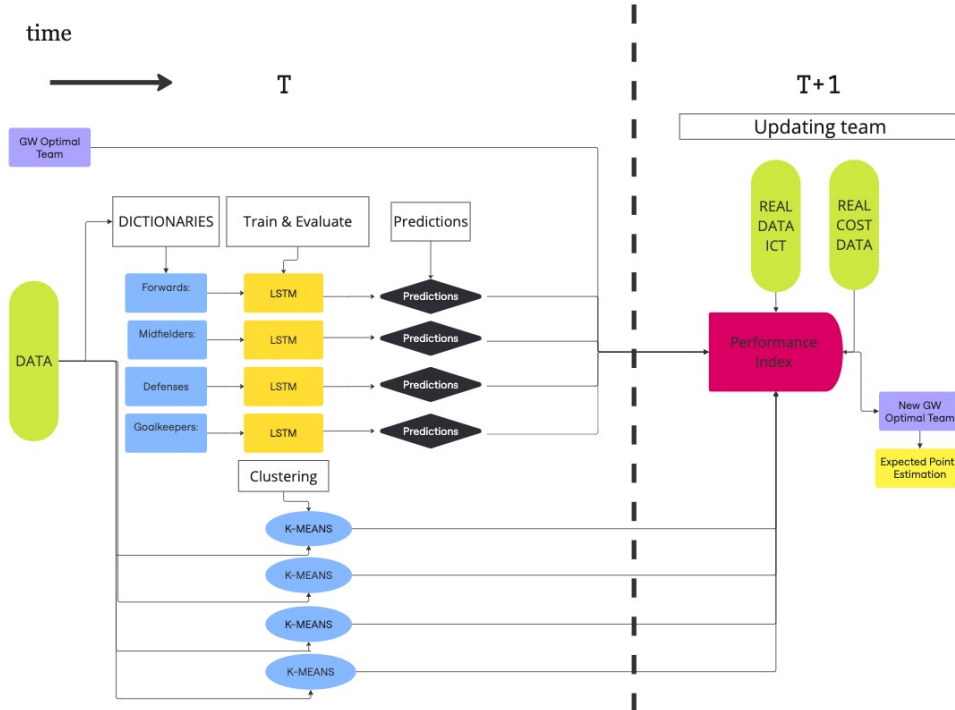 time
T
T+1
GW Optimal
Team
Updating team
REAL
DATA
ICT
REAL
COST
DATA
DICTIONARIES
Train & Evaluate
Predictions
Forwards:
LSTM
Predictions
Midfielders:
LSTM
Predictions
Performance
Index
DATA
Defenses
LSTM
Predictions
Goalkeepers:
LSTM
Predictions
New GW
Optimal Team
Expected Point
Estimation
Clustering
K-MEANS
K-MEANS
K-MEANS
K-MEANS